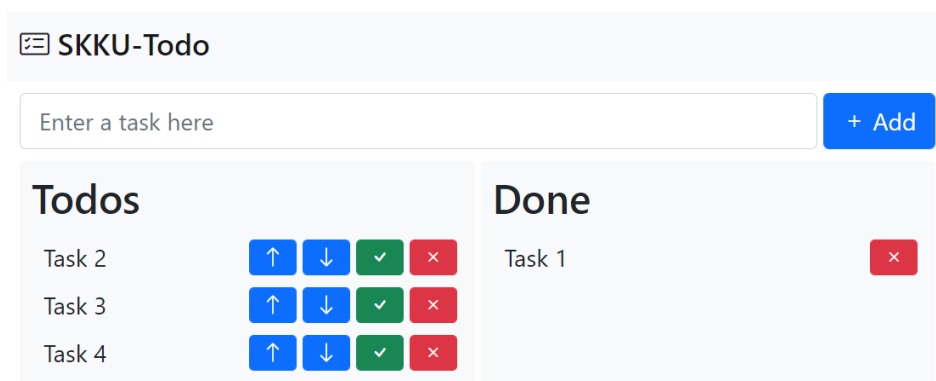 SKKU-Todo
Enter a task here
+ Add
Todos
Task 2
Task 3
Task 4
Done
Task 1